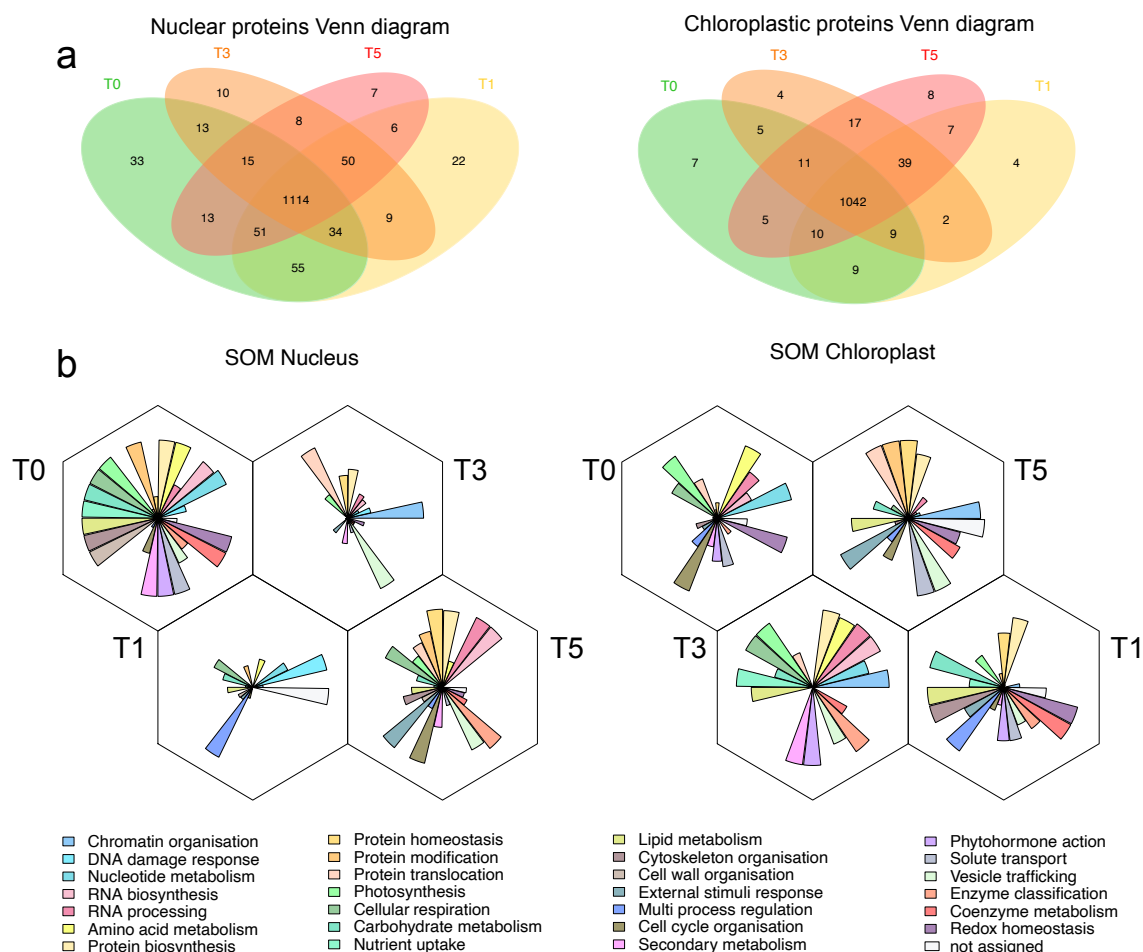 Nuclear proteins Venn diagram
Chloroplastic proteins Venn diagram
a
T3
T5
T0
T1
10
7
13
8
6
33
15
50
22
1114
13
51
34
9
55
T3
T5
T0
T1
4
8
5
17
7
7
11
39
4
1042
5
10
9
2
9
b
SOM Nucleus
SOM Chloroplast
T0
T3
T1
T5
T0
T5
T3
T1
Chromatin organisation
DNA damage response
Nucleotide metabolism
RNA biosynthesis
RNA processing
Amino acid metabolism
Protein biosynthesis
Protein homeostasis
Protein modification
Protein translocation
Photosynthesis
Cellular respiration
Carbohydrate metabolism
Nutrient uptake
Lipid metabolism
Cytoskeleton organisation
Cell wall organisation
External stimuli response
Multi process regulation
Cell cycle organisation
Secondary metabolism
Phytohormone action
Solute transport
Vesicle trafficking
Enzyme classification
Coenzyme metabolism
Redox homeostasis
not assigned